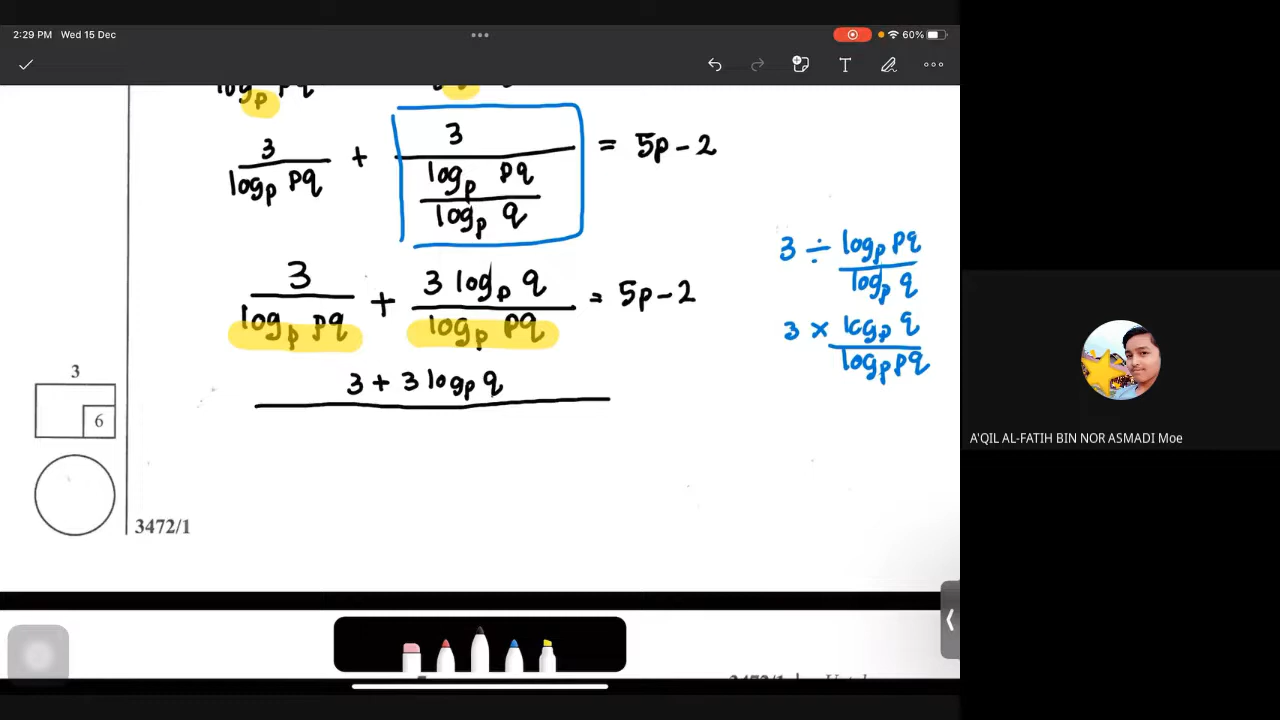 2:29 PM Wed 15 Dec
60%
log_p pq
3/(log_p pq) + 3/((log_p pq)/(log_p q)) = 5p - 2
3 ÷ (log_p pq)/(log_p q)
3/(log_p pq) + (3 log_p q)/(log_p pq) = 5p - 2
3 × (log_p q)/(log_p pq)
3 + 3 log_p q
3
6
3472/1
A'QIL AL-FATIH BIN NOR ASMADI Moe